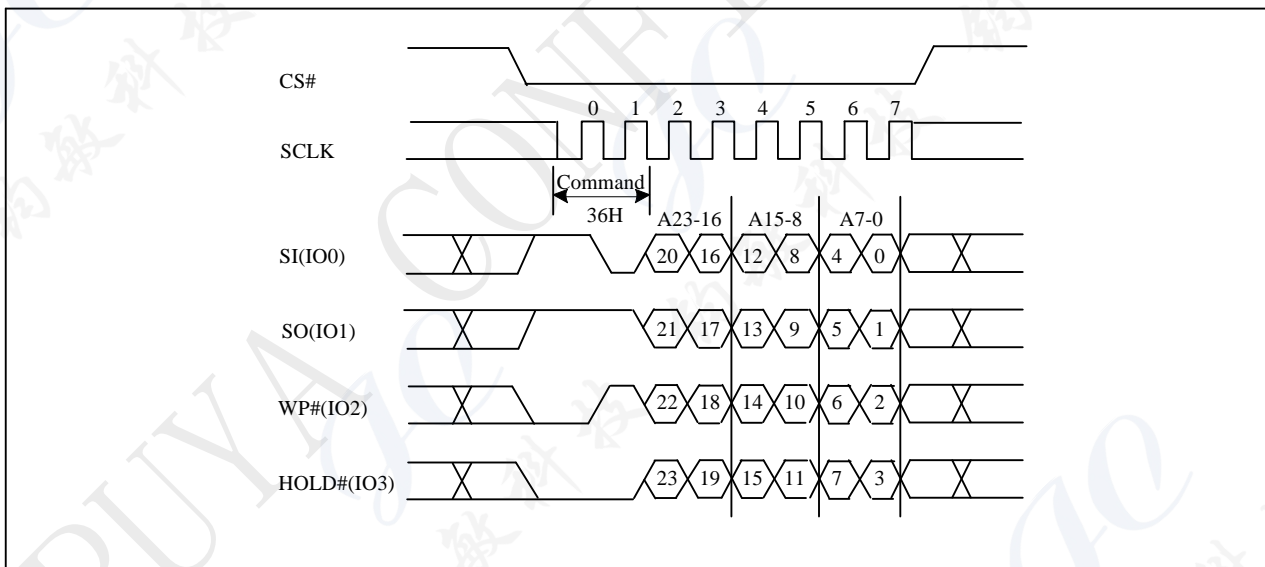 CS#
0 1 2 3 4 5 6 7
SCLK
Command
36H
A23-16 A15-8 A7-0
SI(IO0) 20 16 12 8 4 0
SO(IO1) 21 17 13 9 5 1
WP#(IO2) 22 18 14 10 6 2
HOLD#(IO3) 23 19 15 11 7 3
PUYA CONF